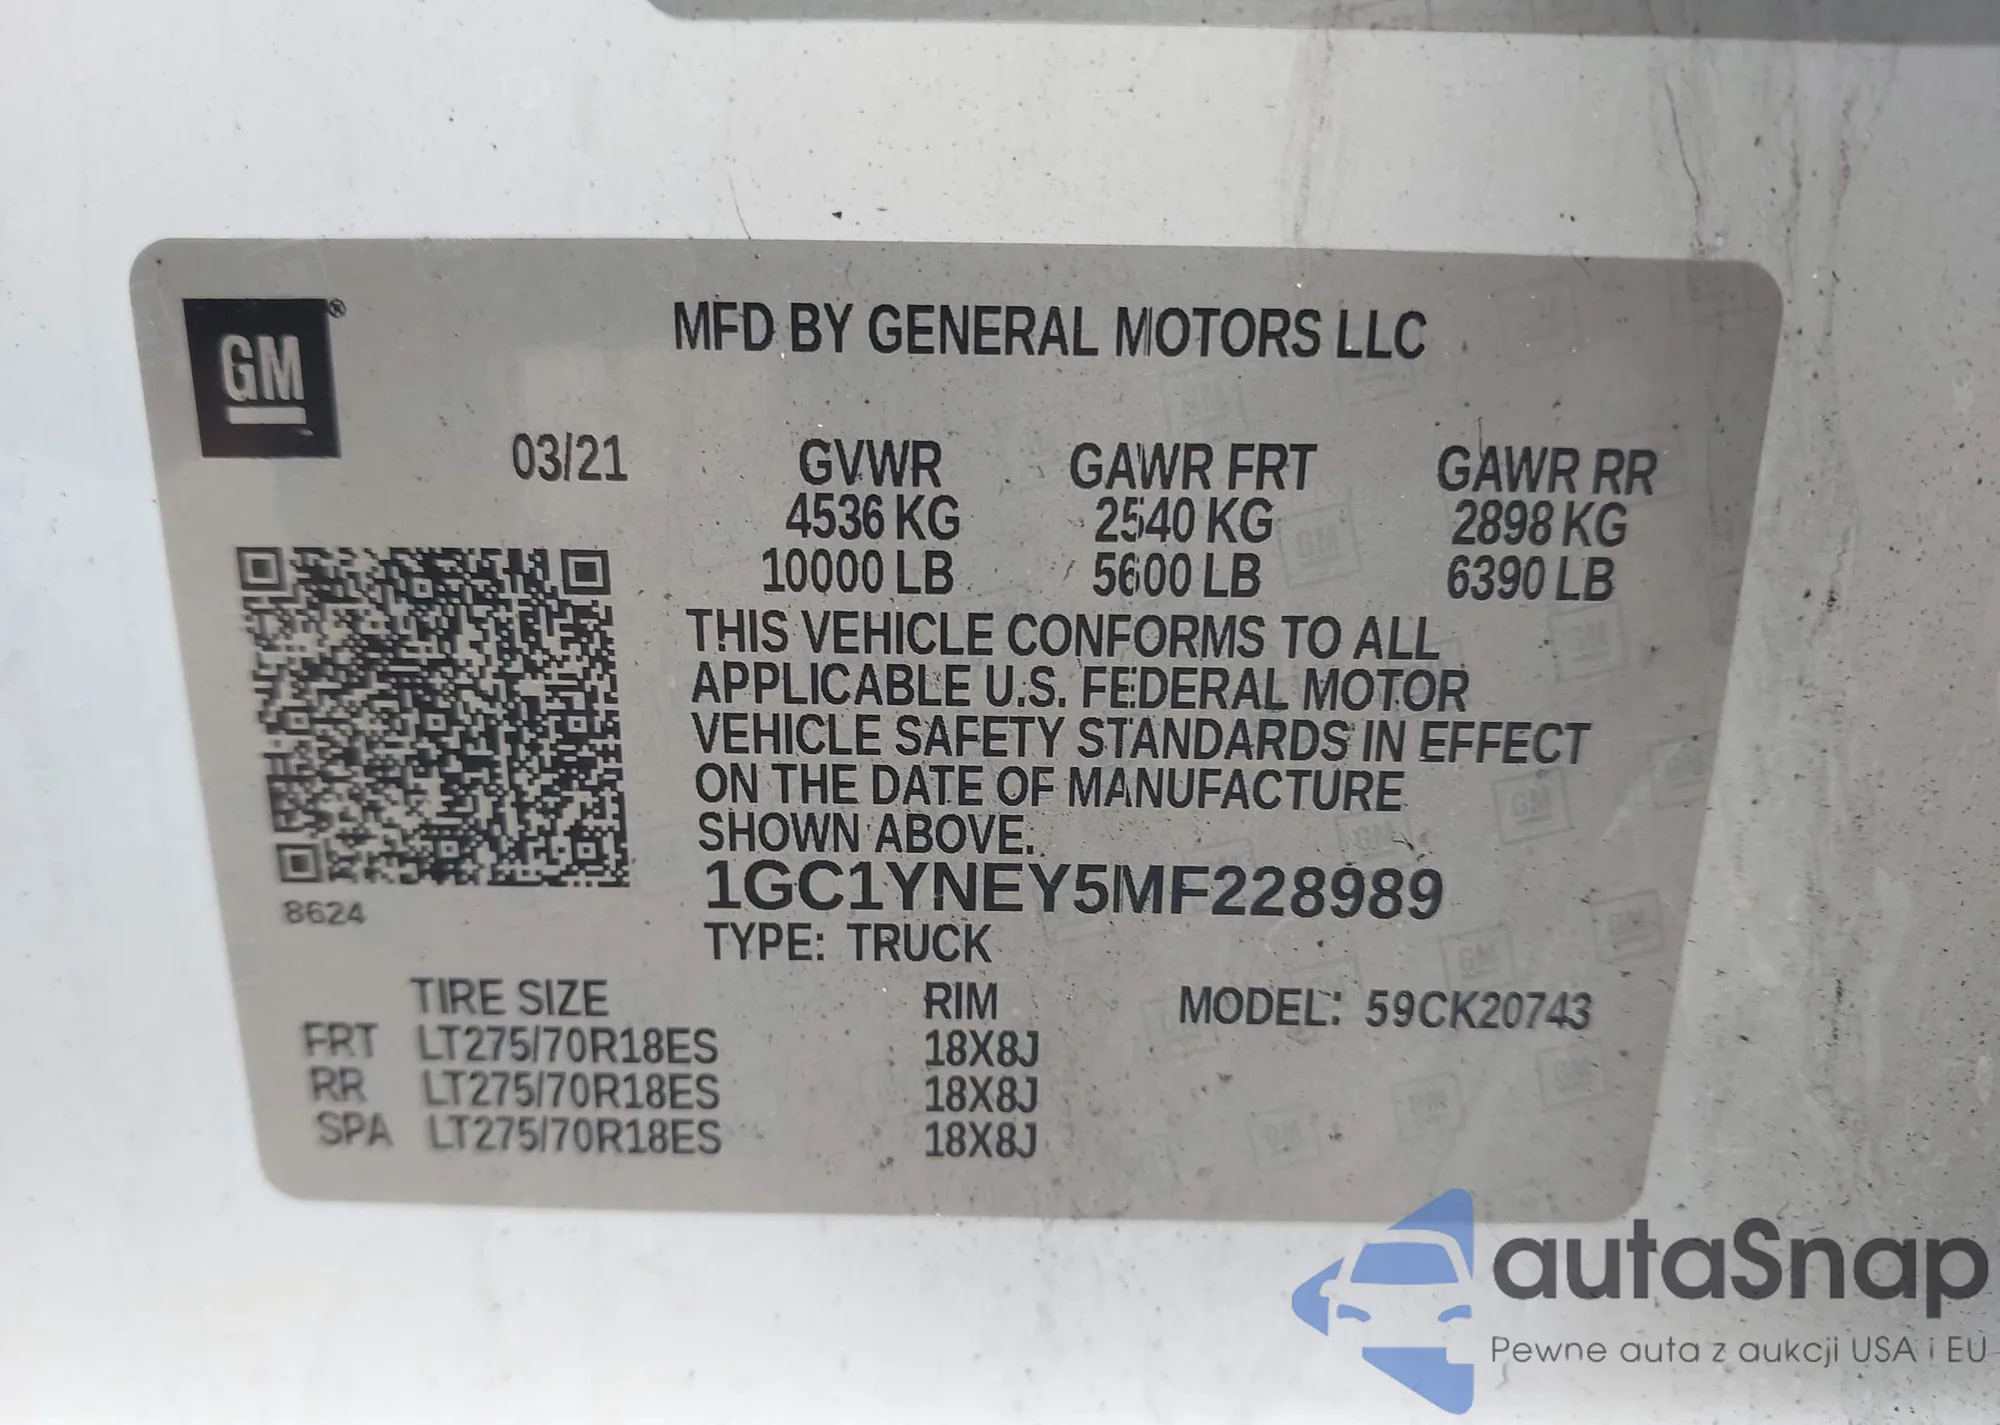 GM ®
MFD BY GENERAL MOTORS LLC
03/21 GVWR GAWR FRT GAWR RR
4536 KG 2540 KG 2898 KG
10000 LB 5600 LB 6390 LB
THIS VEHICLE CONFORMS TO ALL
APPLICABLE U.S. FEDERAL MOTOR
VEHICLE SAFETY STANDARDS IN EFFECT
ON THE DATE OF MANUFACTURE
SHOWN ABOVE.
1GC1YNEY5MF228989
8624
TYPE: TRUCK
TIRE SIZE RIM MODEL: 59CK20743
FRT LT275/70R18ES 18X8J
RR LT275/70R18ES 18X8J
SPA LT275/70R18ES 18X8J
autaSnap
Pewne auta z aukcji USA i EU